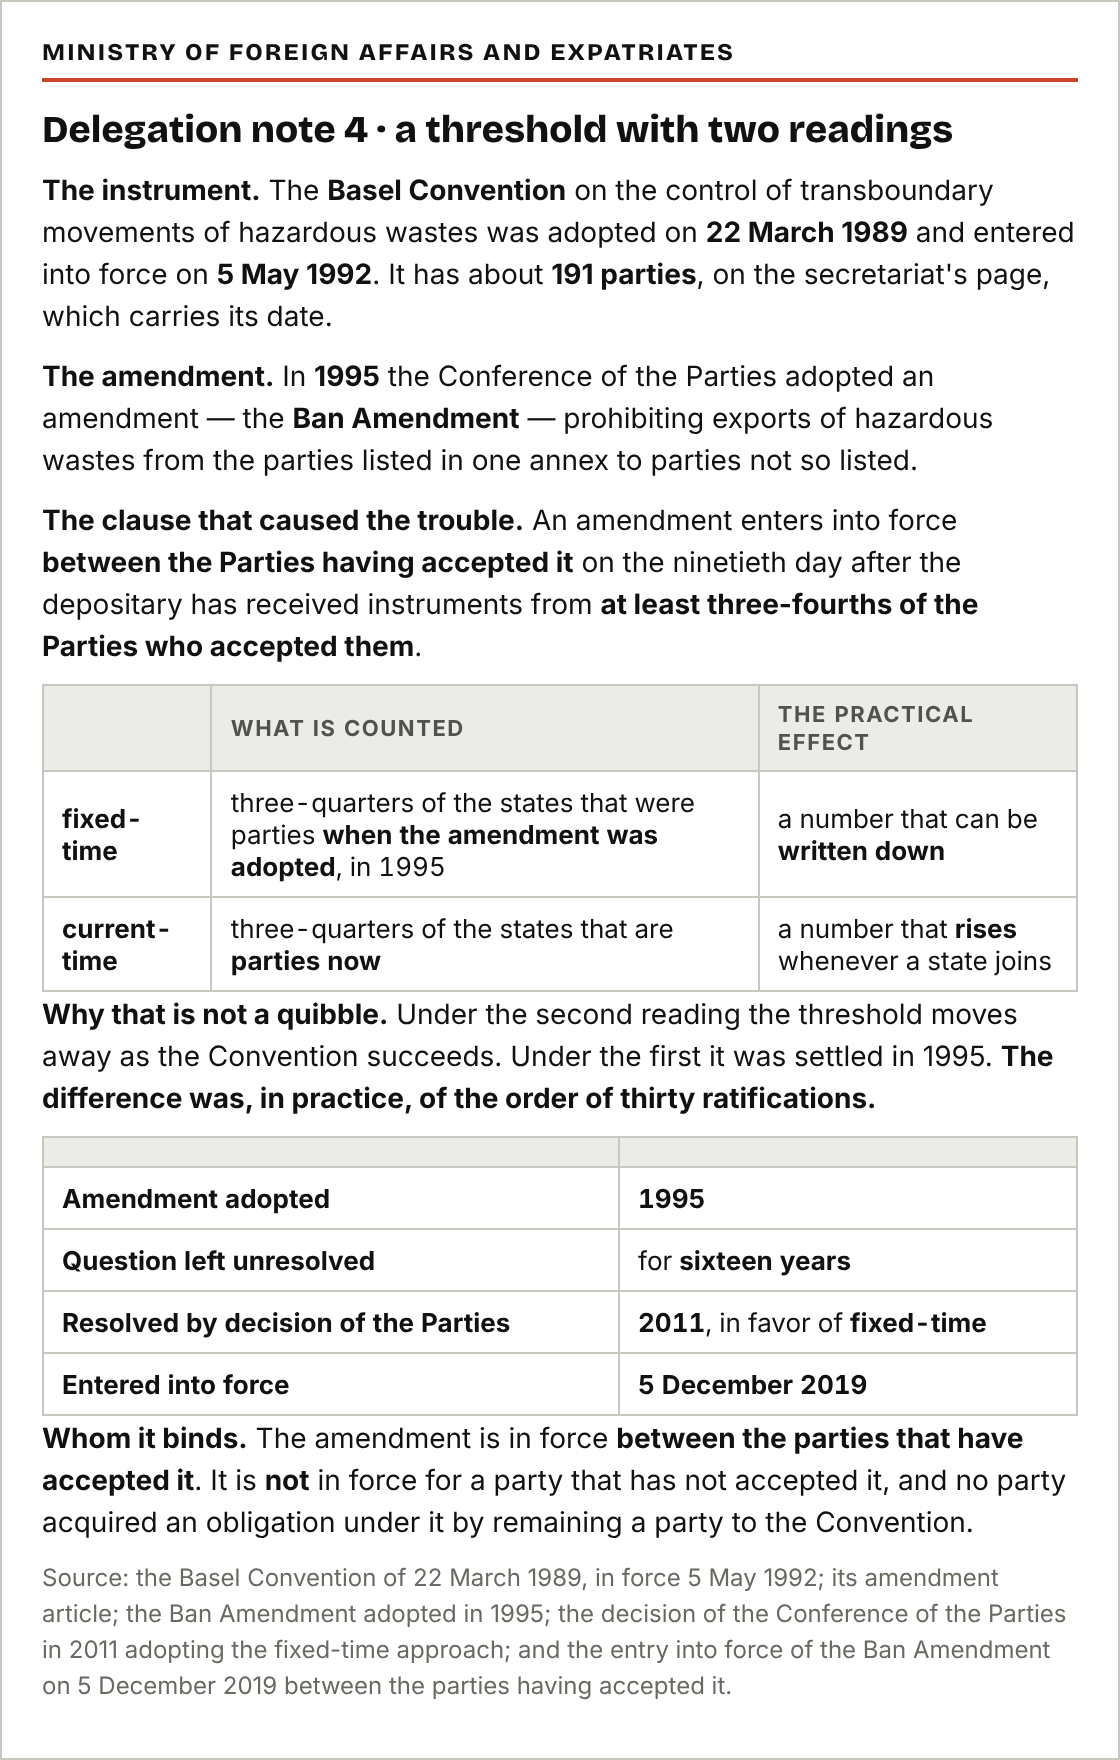 MINISTRY OF FOREIGN AFFAIRS AND EXPATRIATES
Delegation note 4 · a threshold with two readings
The instrument. The Basel Convention on the control of transboundary
movements of hazardous wastes was adopted on 22 March 1989 and entered
into force on 5 May 1992. It has about 191 parties, on the secretariat's page,
which carries its date.
The amendment. In 1995 the Conference of the Parties adopted an
amendment — the Ban Amendment — prohibiting exports of hazardous
wastes from the parties listed in one annex to parties not so listed.
The clause that caused the trouble. An amendment enters into force
between the Parties having accepted it on the ninetieth day after the
depositary has received instruments from at least three-fourths of the
Parties who accepted them.
WHAT IS COUNTED
THE PRACTICAL
EFFECT
fixed-
time
three-quarters of the states that were
parties when the amendment was
adopted, in 1995
a number that can be
written down
current-
time
three-quarters of the states that are
parties now
a number that rises
whenever a state joins
Why that is not a quibble. Under the second reading the threshold moves
away as the Convention succeeds. Under the first it was settled in 1995. The
difference was, in practice, of the order of thirty ratifications.
Amendment adopted
1995
Question left unresolved
for sixteen years
Resolved by decision of the Parties
2011, in favor of fixed-time
Entered into force
5 December 2019
Whom it binds. The amendment is in force between the parties that have
accepted it. It is not in force for a party that has not accepted it, and no party
acquired an obligation under it by remaining a party to the Convention.
Source: the Basel Convention of 22 March 1989, in force 5 May 1992; its amendment
article; the Ban Amendment adopted in 1995; the decision of the Conference of the Parties
in 2011 adopting the fixed-time approach; and the entry into force of the Ban Amendment
on 5 December 2019 between the parties having accepted it.